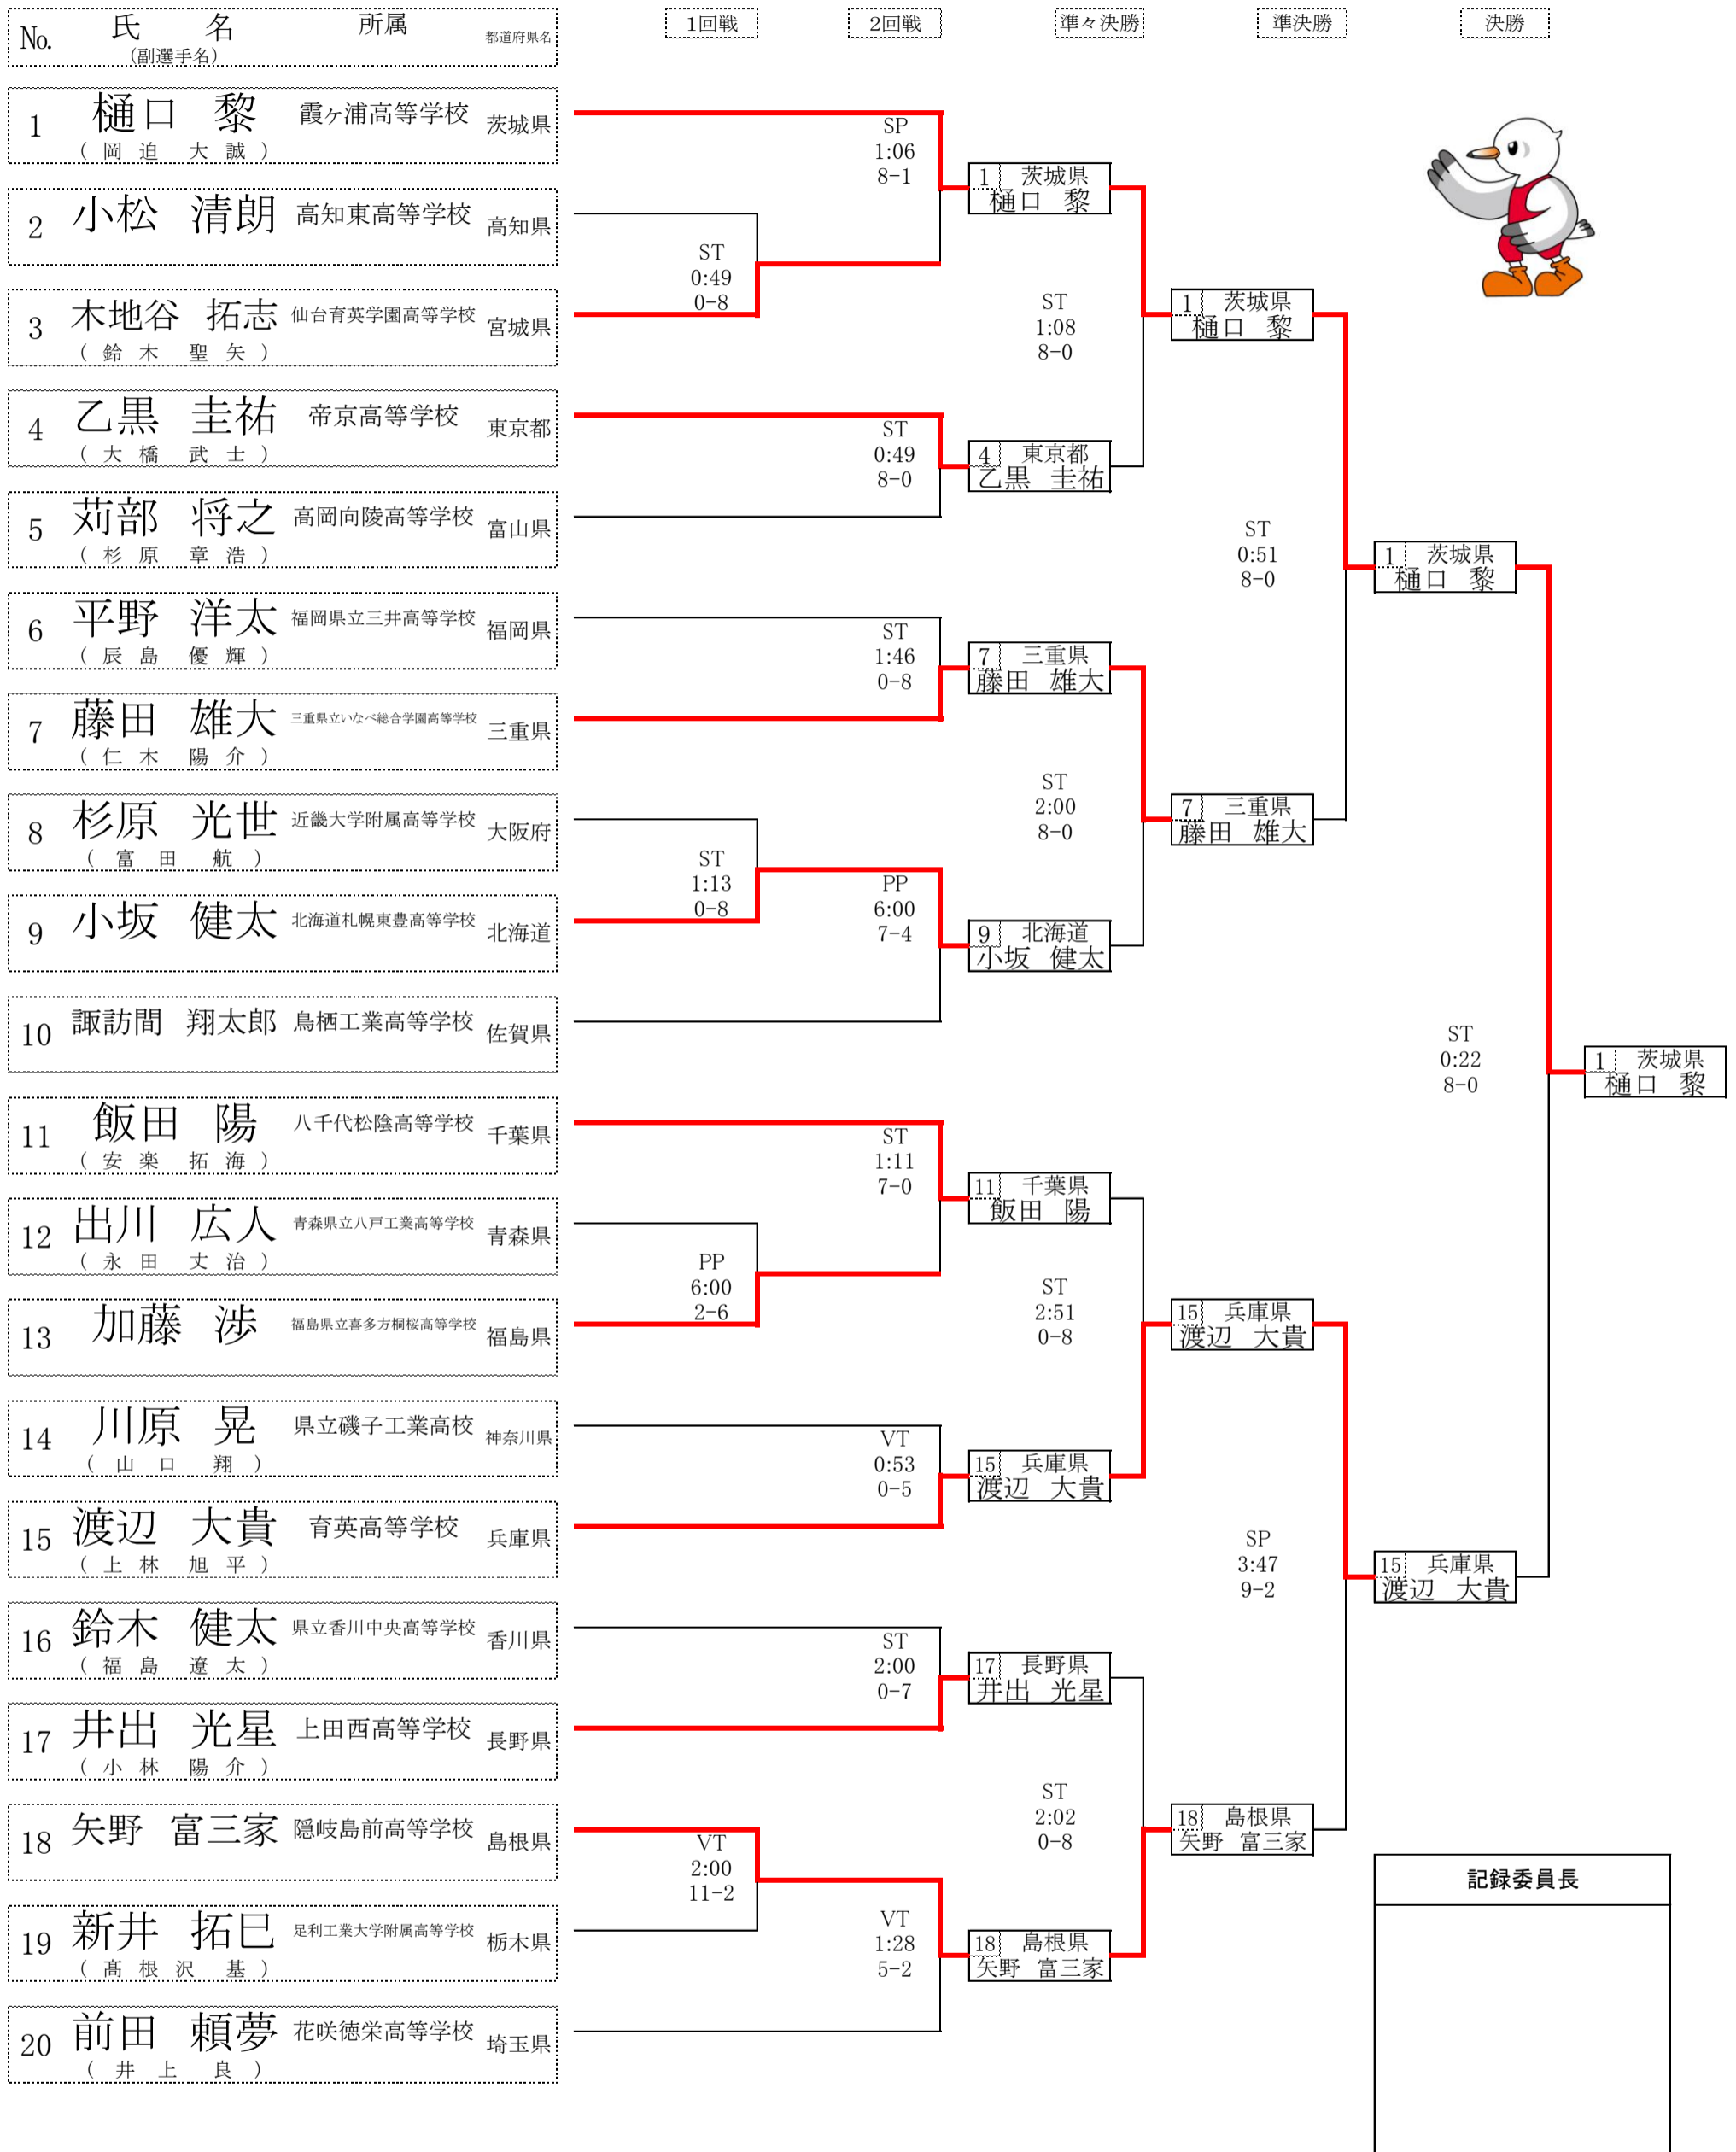 No. 氏 名 所属 都道府県名
(副選手名)
1回戦 2回戦 準々決勝 準決勝 決勝
1 樋口 黎 霞ヶ浦高等学校 茨城県
( 岡迫 大誠 )
2 小松 清朗 高知東高等学校 高知県
3 木地谷 拓志 仙台育英学園高等学校 宮城県
( 鈴木 聖矢 )
4 乙黒 圭祐 帝京高等学校 東京都
( 大橋 武士 )
5 苅部 将之 高岡向陵高等学校 富山県
( 杉原 章浩 )
6 平野 洋太 福岡県立三井高等学校 福岡県
( 辰島 優輝 )
7 藤田 雄大 三重県立いなべ総合学園高等学校 三重県
( 仁木 陽介 )
8 杉原 光世 近畿大学附属高等学校 大阪府
( 富田 航 )
9 小坂 健太 北海道札幌東豊高等学校 北海道
10 諏訪間 翔太郎 鳥栖工業高等学校 佐賀県
11 飯田 陽 八千代松陰高等学校 千葉県
( 安楽 拓海 )
12 出川 広人 青森県立八戸工業高等学校 青森県
( 永田 丈治 )
13 加藤 渉 福島県立喜多方桐桜高等学校 福島県
14 川原 晃 県立磯子工業高校 神奈川県
( 山口 翔 )
15 渡辺 大貴 育英高等学校 兵庫県
( 上林 旭平 )
16 鈴木 健太 県立香川中央高等学校 香川県
( 福島 遼太 )
17 井出 光星 上田西高等学校 長野県
( 小林 陽介 )
18 矢野 富三家 隠岐島前高等学校 島根県
19 新井 拓巳 足利工業大学附属高等学校 栃木県
( 髙根沢 基 )
20 前田 頼夢 花咲徳栄高等学校 埼玉県
( 井上 良 )
ST
0:49
0-8
ST
1:13
0-8
PP
6:00
2-6
VT
2:00
11-2
SP
1:06
8-1
ST
0:49
8-0
ST
1:46
0-8
PP
6:00
7-4
ST
1:11
7-0
VT
0:53
0-5
ST
2:00
0-7
VT
1:28
5-2
1 茨城県
樋口 黎
4 東京都
乙黒 圭祐
7 三重県
藤田 雄大
9 北海道
小坂 健太
11 千葉県
飯田 陽
15 兵庫県
渡辺 大貴
17 長野県
井出 光星
18 島根県
矢野 富三家
ST
1:08
8-0
ST
2:00
8-0
ST
2:51
0-8
ST
2:02
0-8
1 茨城県
樋口 黎
7 三重県
藤田 雄大
15 兵庫県
渡辺 大貴
18 島根県
矢野 富三家
ST
0:51
8-0
SP
3:47
9-2
1 茨城県
樋口 黎
15 兵庫県
渡辺 大貴
ST
0:22
8-0
1 茨城県
樋口 黎
記録委員長